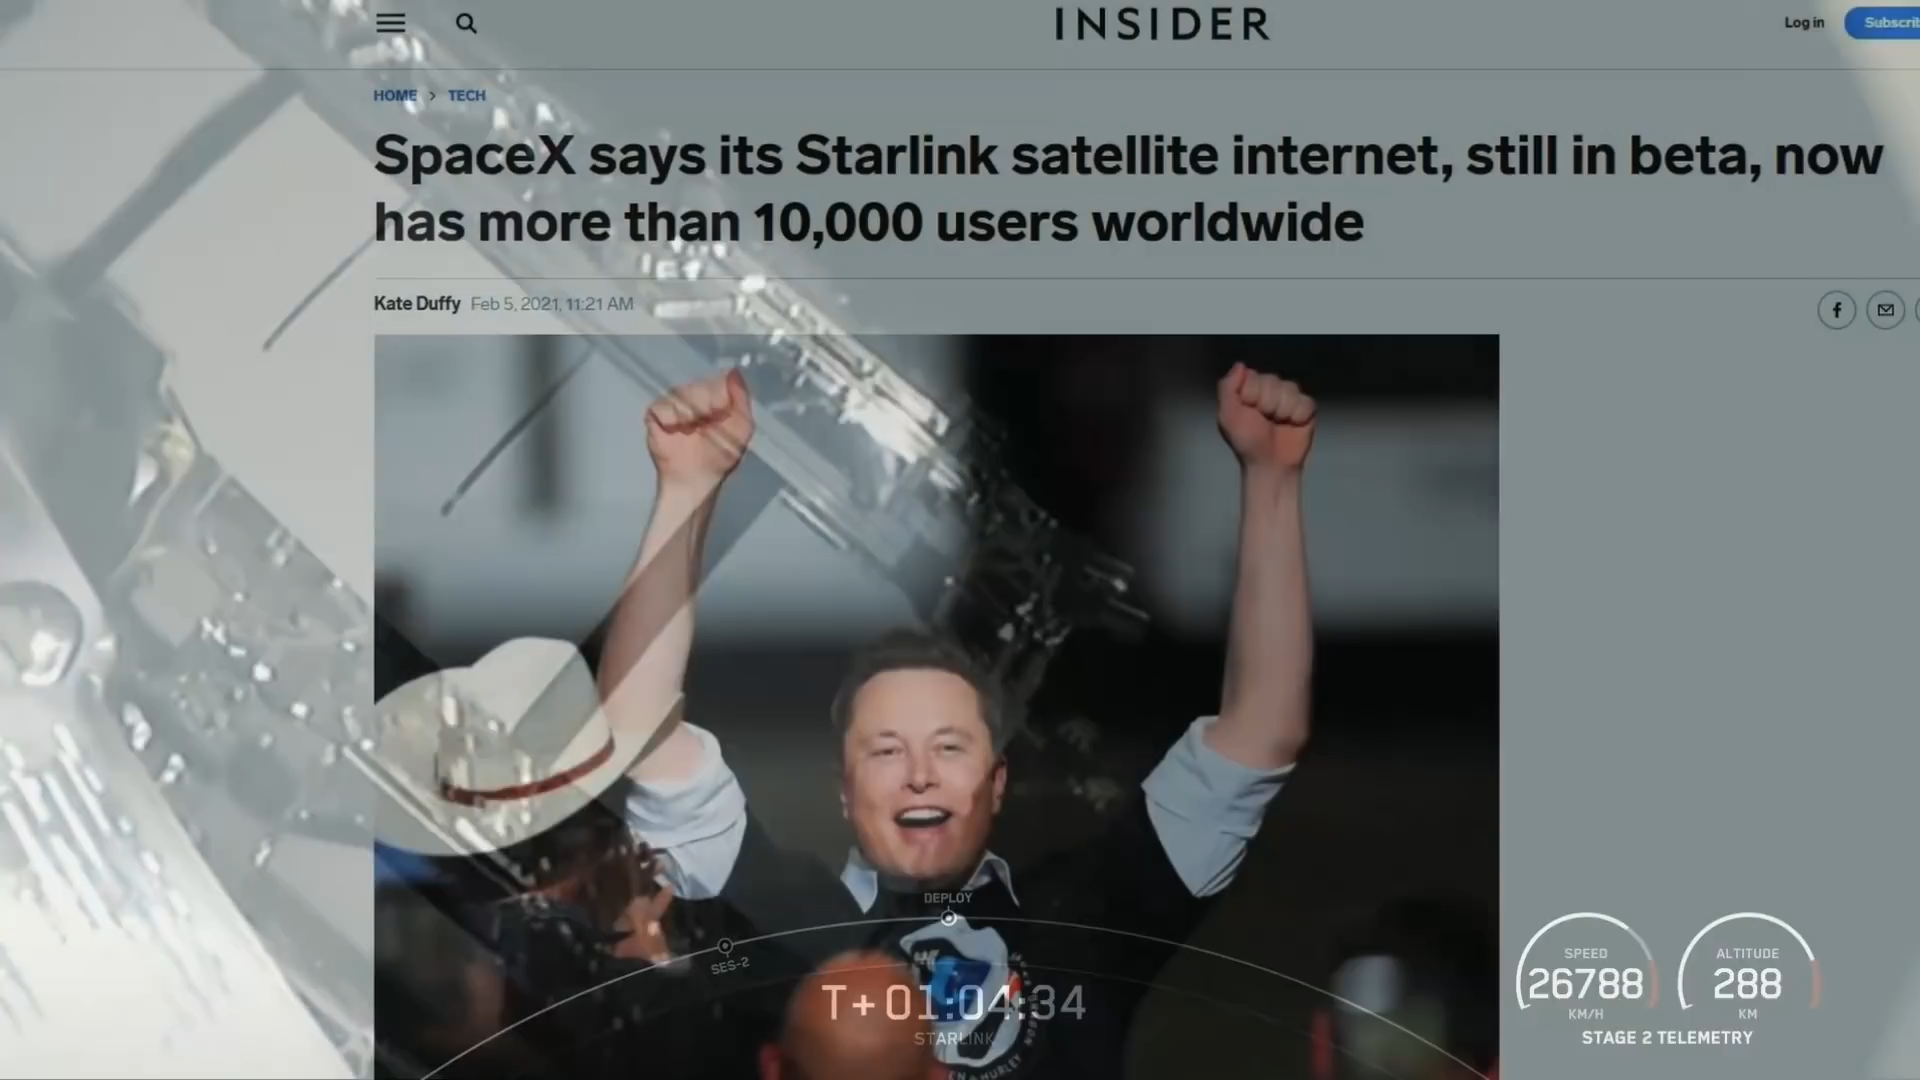 INSIDER
Log in
HOME > TECH
SpaceX says its Starlink satellite internet, still in beta, now
has more than 10,000 users worldwide
Kate Duffy Feb 5, 2021, 11:21 AM
DEPLOY
SES-2
T+01:04:34
STARLINK
SPEED
26788
KM/H
ALTITUDE
288
KM
STAGE 2 TELEMETRY